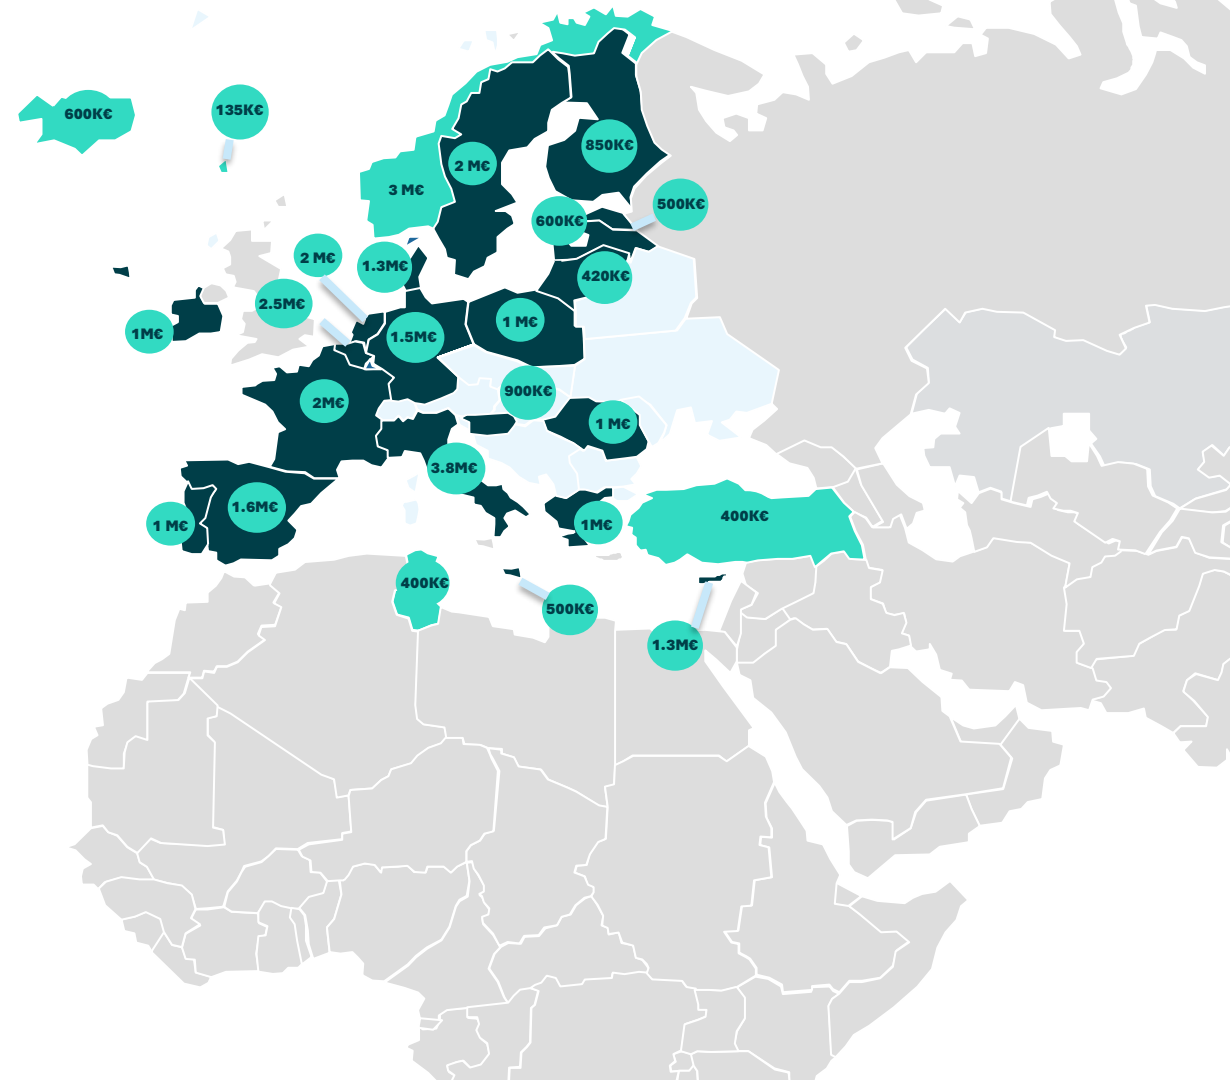 600K€
135K€
850K€
2 M€
3 M€
500K€
600K€
2 M€
1.3M€
420K€
2.5M€
1M€
1 M€
1.5M€
900K€
2M€
1 M€
3.8M€
1.6M€
1 M€
1M€
400K€
400K€
500K€
1.3M€